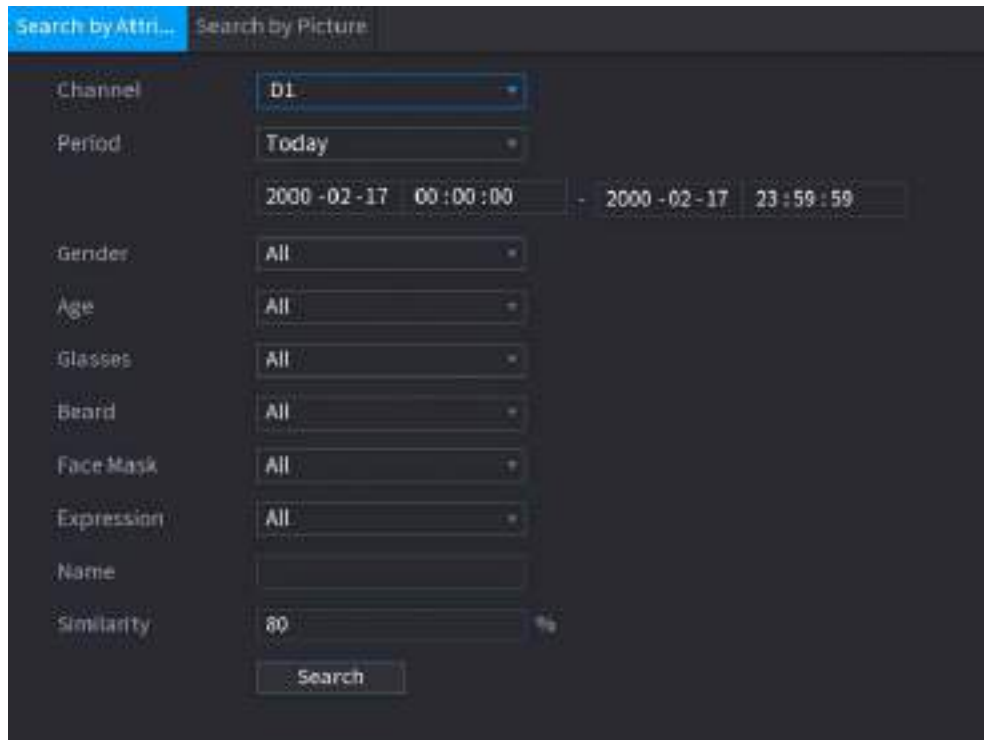 Search by Attri... Search by Picture
Channel D1
Period Today
2000 - 02 - 17 00 : 00 : 00 - 2000 - 02 - 17 23 : 59 : 59
Gender All
Age All
Glasses All
Beard All
Face Mask All
Expression All
Name
Similarity 80 %
Search